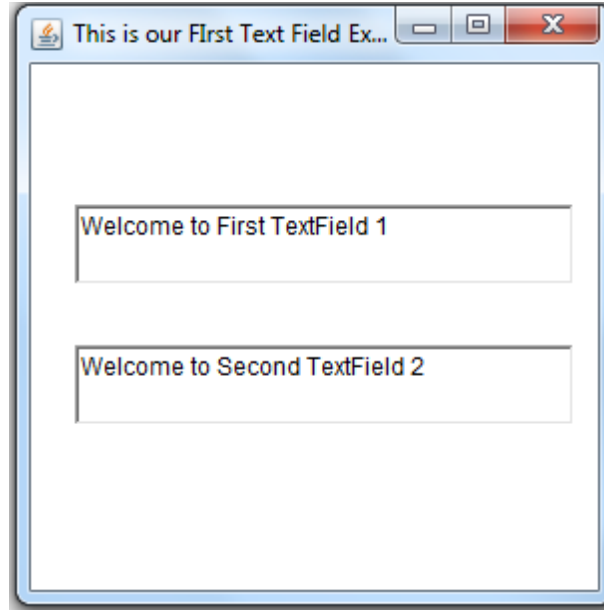 This is our FIrst Text Field Ex...
Welcome to First TextField 1
Welcome to Second TextField 2